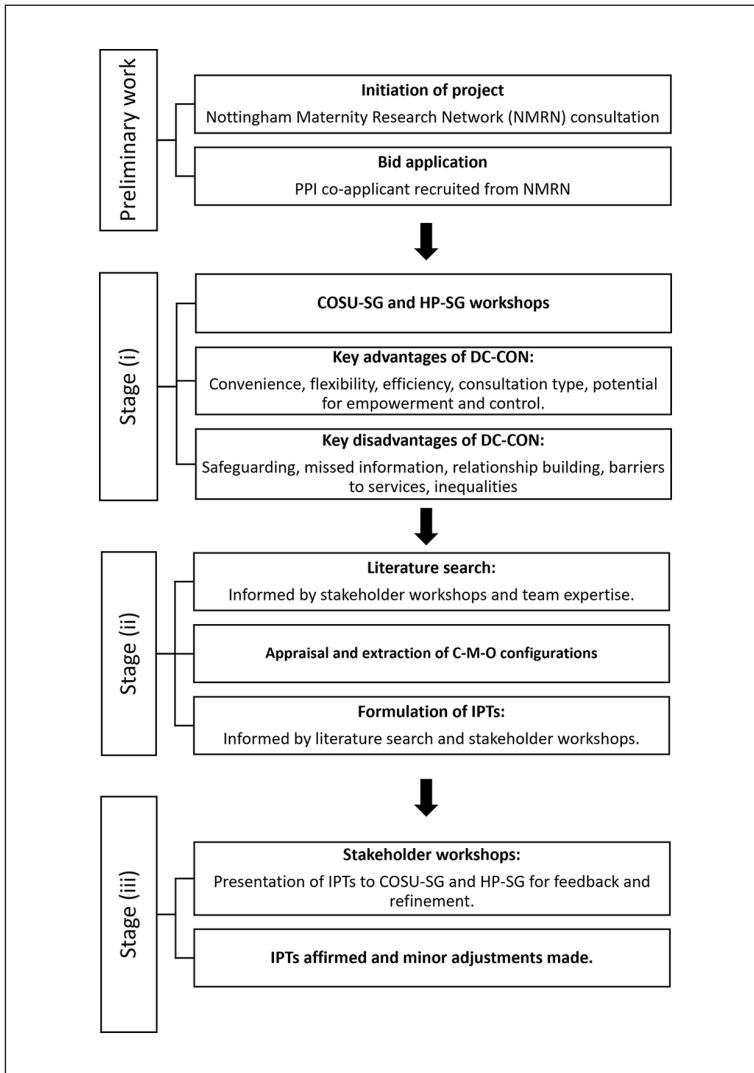 Preliminary work
Initiation of project
Nottingham Maternity Research Network (NMRN) consultation
Bid application
PPI co-applicant recruited from NMRN
Stage (i)
COSU-SG and HP-SG workshops
Key advantages of DC-CON:
Convenience, flexibility, efficiency, consultation type, potential
for empowerment and control.
Key disadvantages of DC-CON:
Safeguarding, missed information, relationship building, barriers
to services, inequalities
Stage (ii)
Literature search:
Informed by stakeholder workshops and team expertise.
Appraisal and extraction of C-M-O configurations
Formulation of IPTs:
Informed by literature search and stakeholder workshops.
Stage (iii)
Stakeholder workshops:
Presentation of IPTs to COSU-SG and HP-SG for feedback and
refinement.
IPTs affirmed and minor adjustments made.